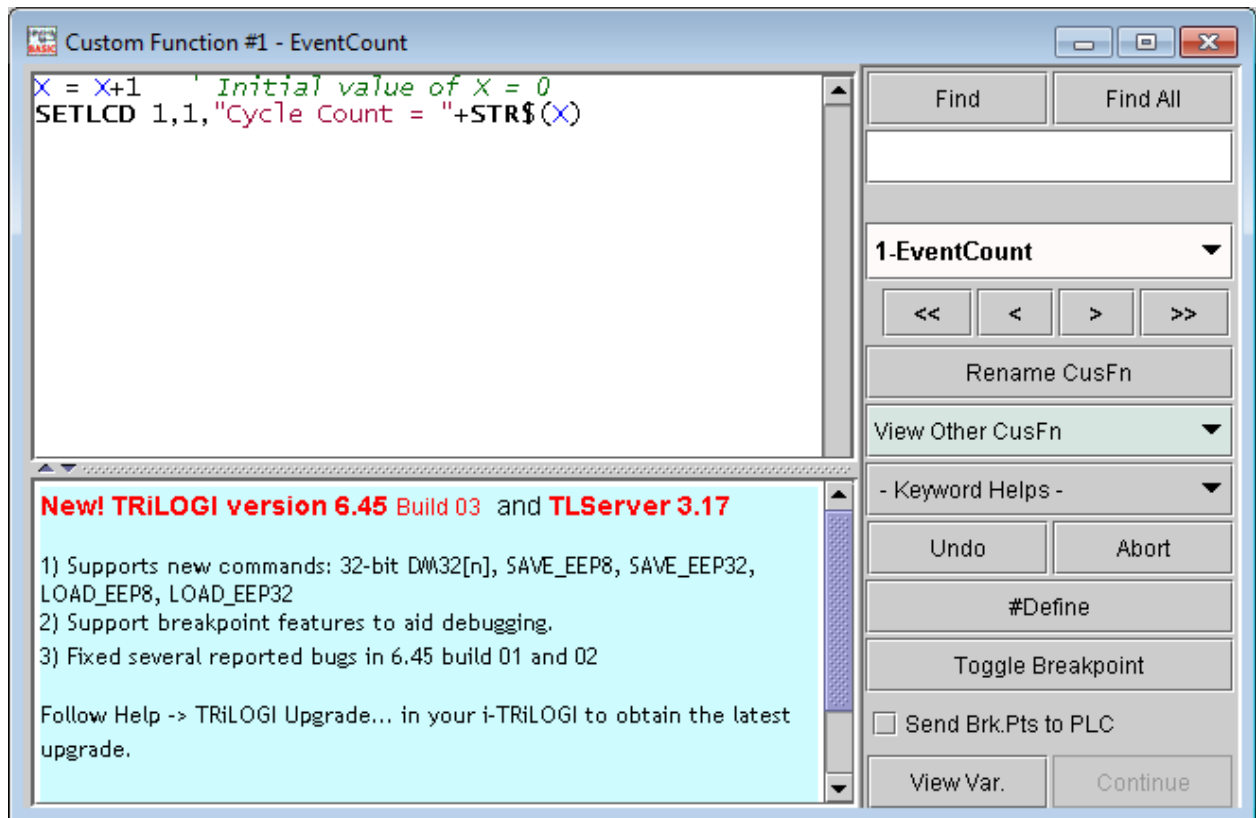 Custom Function #1 - EventCount
X = X+1 ' Initial value of X = 0
SETLCD 1,1,"Cycle Count = "+STR$(X)
Find
Find All
1-EventCount
<<
<
>
>>
Rename CusFn
View Other CusFn
- Keyword Helps -
Undo
Abort
#Define
Toggle Breakpoint
Send Brk.Pts to PLC
View Var.
Continue
New! TRiLOGI version 6.45 Build 03 and TLServer 3.17
1) Supports new commands: 32-bit DM32[n], SAVE_EEP8, SAVE_EEP32,
LOAD_EEP8, LOAD_EEP32
2) Support breakpoint features to aid debugging.
3) Fixed several reported bugs in 6.45 build 01 and 02
Follow Help -> TRiLOGI Upgrade... in your i-TRiLOGI to obtain the latest
upgrade.